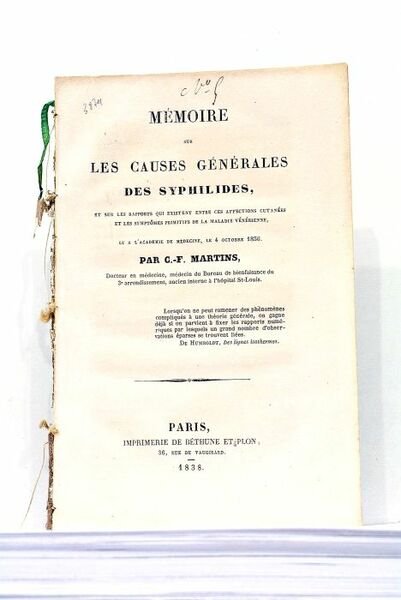 Nº 5
MÉMOIRE
SUR
LES CAUSES GÉNÉRALES
DES SYPHILIDES,
ET SUR LES RAPPORTS QUI EXISTENT ENTRE CES AFFECTIONS CUTANÉES
ET LES SYMPTÔMES PRIMITIFS DE LA MALADIE VÉNÉRIENNE,
LU A L'ACADÉMIE DE MÉDECINE, LE 4 OCTOBRE 1836.
PAR C.-F. MARTINS,
Docteur en médecine, médecin du Bureau de bienfaisance du
3e arrondissement, ancien interne à l'hôpital St-Louis.
Lorsqu'on ne peut ramener des phénomènes
compliqués à une théorie générale, on gagne
déjà si on parvient à fixer les rapports numé-
riques par lesquels un grand nombre d'obser-
vations éparses se trouvent liées.
DE HUMBOLDT, Des lignes isothermes.
PARIS,
IMPRIMERIE DE BÉTHUNE ET PLON,
36, RUE DE VAUGIRARD.
1838.